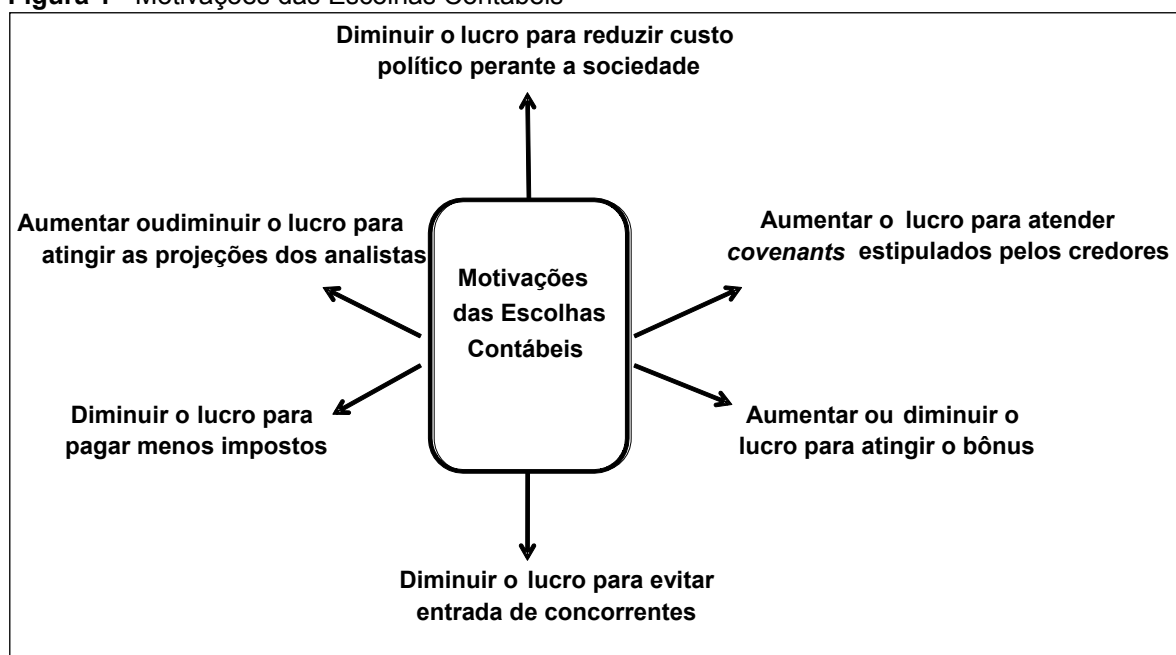 Figura 1 - Motivações das Escolhas Contábeis
Diminuir o lucro para reduzir custo
político perante a sociedade
Aumentar oudiminuir o lucro para
atingir as projeções dos analistas
Aumentar o lucro para atender
covenants estipulados pelos credores
Motivações
das Escolhas
Contábeis
Diminuir o lucro para
pagar menos impostos
Aumentar ou diminuir o
lucro para atingir o bônus
Diminuir o lucro para evitar
entrada de concorrentes